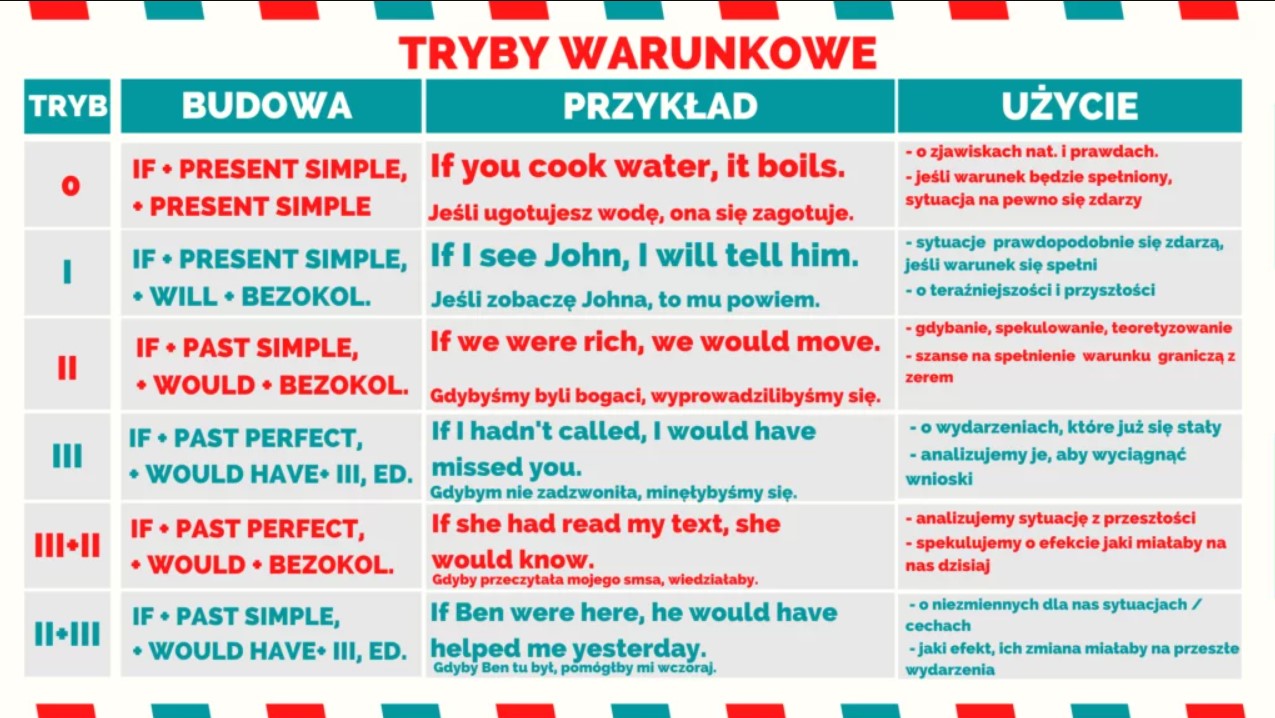 TRYBY WARUNKOWE
TRYB BUDOWA PRZYKŁAD UŻYCIE
0
IF + PRESENT SIMPLE,
+ PRESENT SIMPLE
If you cook water, it boils.
Jeśli ugotujesz wodę, ona się zagotuje.
- o zjawiskach nat. i prawdach.
- jeśli warunek będzie spełniony,
sytuacja na pewno się zdarzy
I
IF + PRESENT SIMPLE,
+ WILL + BEZOKOL.
If I see John, I will tell him.
Jeśli zobaczę Johna, to mu powiem.
- sytuacje prawdopodobnie się zdarzą,
jeśli warunek się spełni
- o teraźniejszości i przyszłości
II
IF + PAST SIMPLE,
+ WOULD + BEZOKOL.
If we were rich, we would move.
Gdybyśmy byli bogaci, wyprowadzilibyśmy się.
- gdybanie, spekulowanie, teoretyzowanie
- szanse na spełnienie warunku graniczą z
zerem
III
IF + PAST PERFECT,
+ WOULD HAVE+ III, ED.
If I hadn't called, I would have
missed you.
Gdybym nie zadzwoniła, minęłybyśmy się.
- o wydarzeniach, które już się stały
- analizujemy je, aby wyciągnąć
wnioski
III+II
IF + PAST PERFECT,
+ WOULD + BEZOKOL.
If she had read my text, she
would know.
Gdyby przeczytała mojego smsa, wiedziałaby.
- analizujemy sytuację z przeszłości
- spekulujemy o efekcie jaki miałaby na
nas dzisiaj
II+III
IF + PAST SIMPLE,
+ WOULD HAVE+ III, ED.
If Ben were here, he would have
helped me yesterday.
Gdyby Ben tu był, pomógłby mi wczoraj.
- o niezmiennych dla nas sytuacjach /
cechach
- jaki efekt, ich zmiana miałaby na przeszłe
wydarzenia